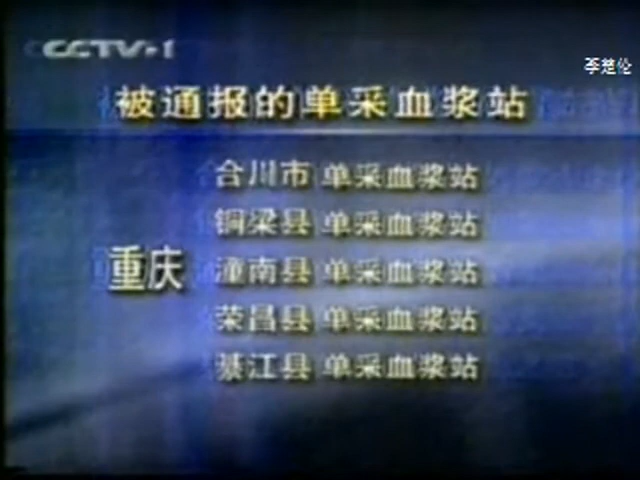 CCTV-1
李楚伦
被通报的单采血浆站
合川市 单采血浆站
铜梁县 单采血浆站
重庆
潼南县 单采血浆站
荣昌县 单采血浆站
綦江县 单采血浆站